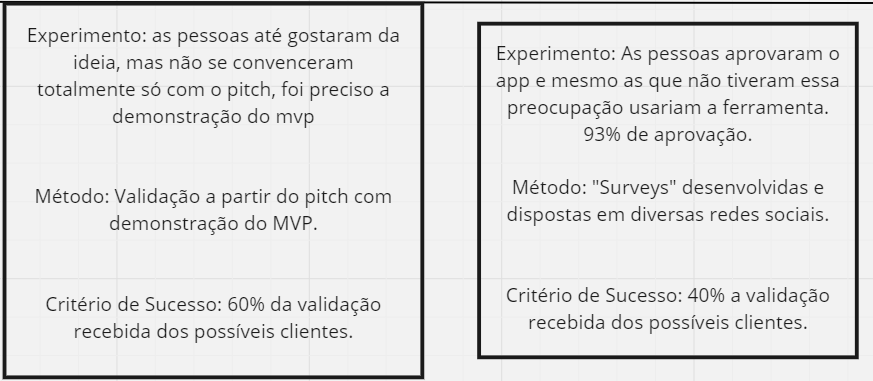 Experimento: as pessoas até gostaram da
ideia, mas não se convenceram
totalmente só com o pitch, foi preciso a
demonstração do mvp
Método: Validação a partir do pitch com
demonstração do MVP.
Critério de Sucesso: 60% da validação
recebida dos possíveis clientes.
Experimento: As pessoas aprovaram o
app e mesmo as que não tiveram essa
preocupação usariam a ferramenta.
93% de aprovação.
Método: "Surveys" desenvolvidas e
dispostas em diversas redes sociais.
Critério de Sucesso: 40% a validação
recebida dos possíveis clientes.